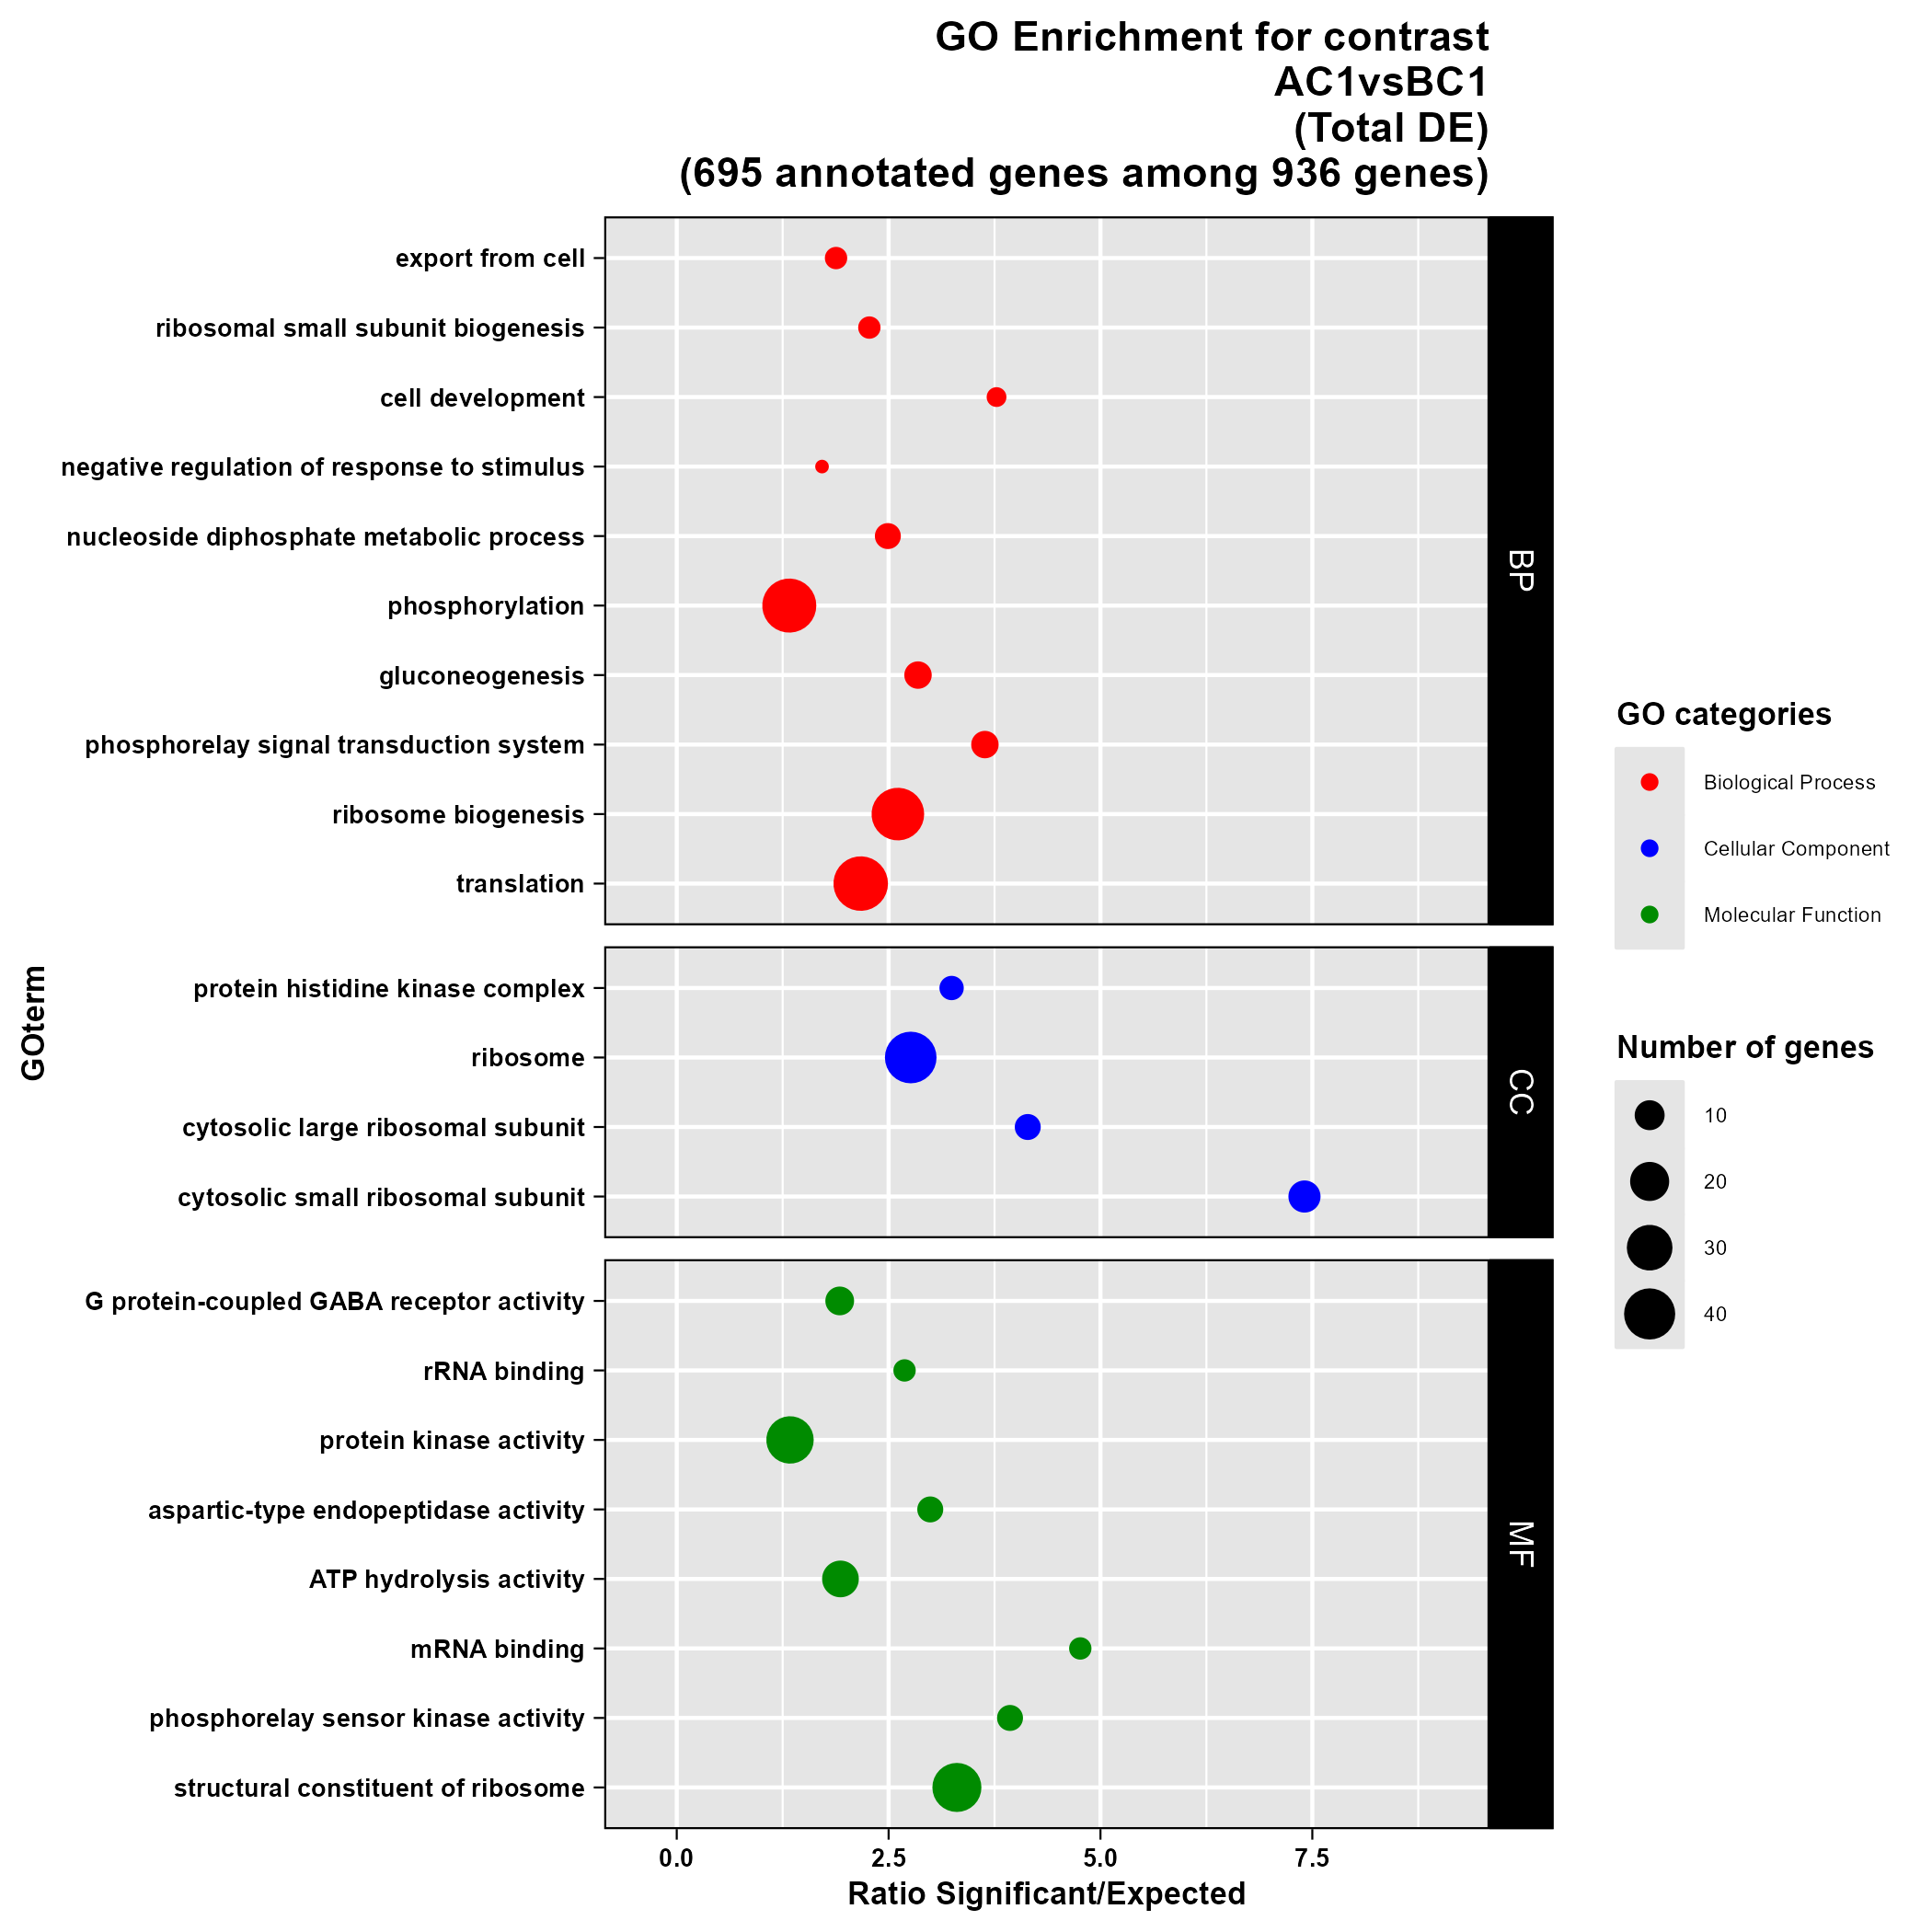 GO Enrichment for contrast
AC1vsBC1
(Total DE)
(695 annotated genes among 936 genes)
export from cell
ribosomal small subunit biogenesis
cell development
negative regulation of response to stimulus
nucleoside diphosphate metabolic process
phosphorylation
gluconeogenesis
phosphorelay signal transduction system
ribosome biogenesis
translation
BP
protein histidine kinase complex
ribosome
cytosolic large ribosomal subunit
cytosolic small ribosomal subunit
CC
G protein-coupled GABA receptor activity
rRNA binding
protein kinase activity
aspartic-type endopeptidase activity
ATP hydrolysis activity
mRNA binding
phosphorelay sensor kinase activity
structural constituent of ribosome
MF
GOterm
0.0 2.5 5.0 7.5
Ratio Significant/Expected
GO categories
Biological Process
Cellular Component
Molecular Function
Number of genes
10
20
30
40